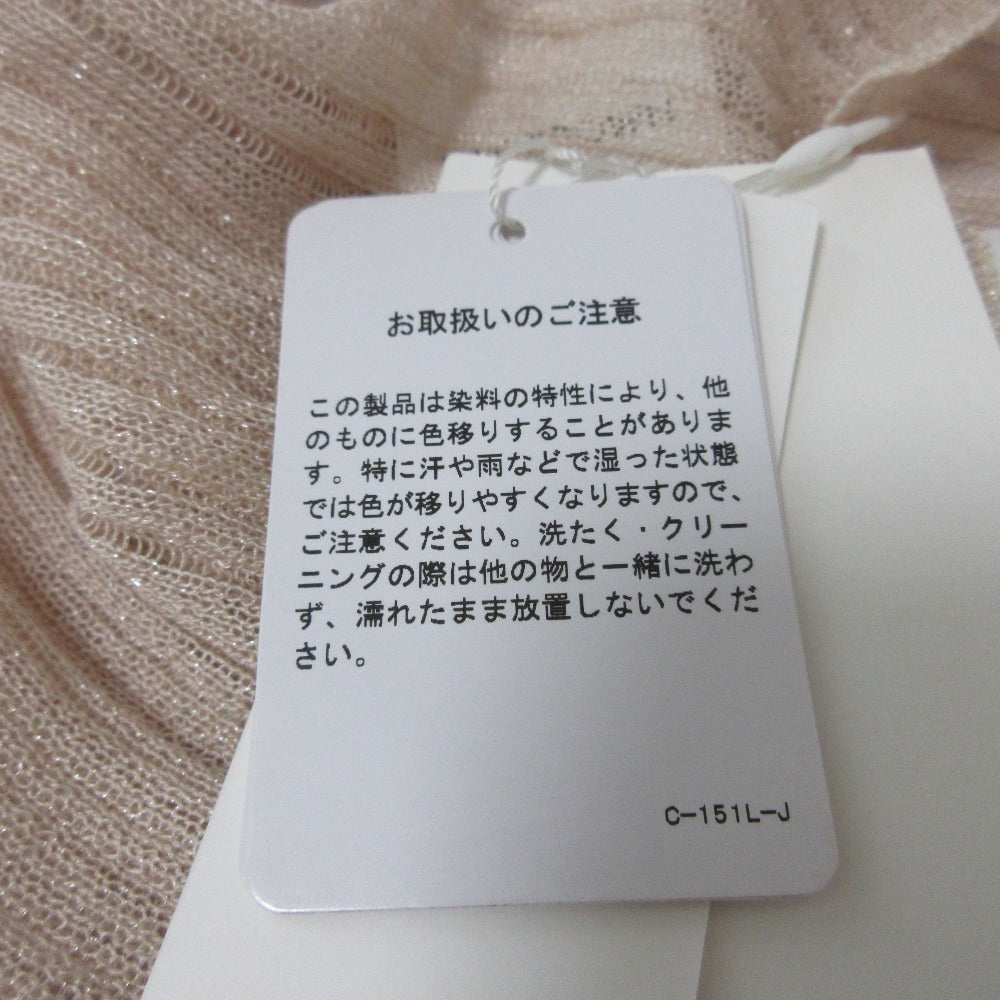 お取扱いのご注意
この製品は染料の特性により、他
のものに色移りすることがありま
す。特に汗や雨などで湿った状態
では色が移りやすくなりますので、
ご注意ください。洗たく・クリー
ニングの際は他の物と一緒に洗わ
ず、濡れたまま放置しないでくだ
さい。
C-151L-J